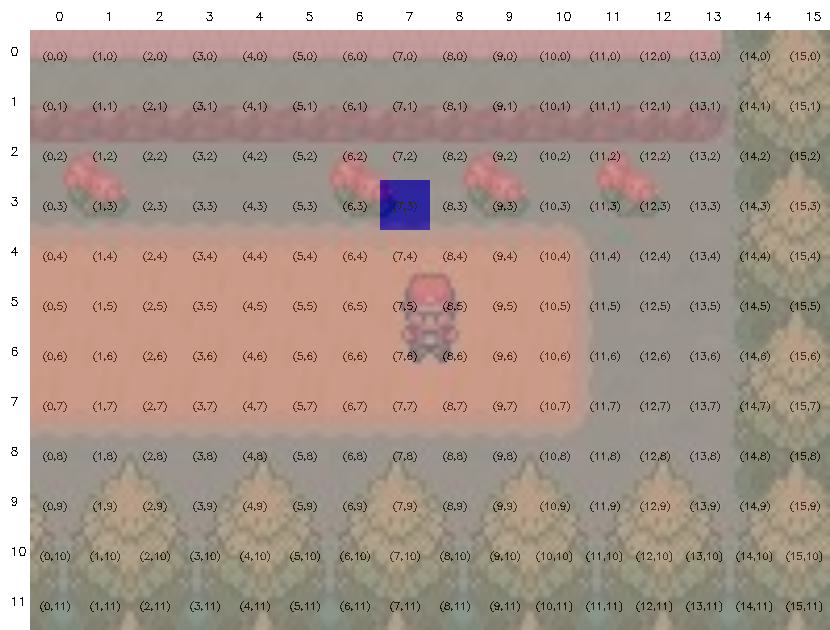 0 1 2 3 4 5 6 7 8 9 10 11 12 13 14 15
0 (0,0) (1,0) (2,0) (3,0) (4,0) (5,0) (6,0) (7,0) (8,0) (9,0) (10,0) (11,0) (12,0) (13,0) (14,0) (15,0)
1 (0,1) (1,1) (2,1) (3,1) (4,1) (5,1) (6,1) (7,1) (8,1) (9,1) (10,1) (11,1) (12,1) (13,1) (14,1) (15,1)
2 (0,2) (1,2) (2,2) (3,2) (4,2) (5,2) (6,2) (7,2) (8,2) (9,2) (10,2) (11,2) (12,2) (13,2) (14,2) (15,2)
3 (0,3) (1,3) (2,3) (3,3) (4,3) (5,3) (6,3) (7,3) (8,3) (9,3) (10,3) (11,3) (12,3) (13,3) (14,3) (15,3)
4 (0,4) (1,4) (2,4) (3,4) (4,4) (5,4) (6,4) (7,4) (8,4) (9,4) (10,4) (11,4) (12,4) (13,4) (14,4) (15,4)
5 (0,5) (1,5) (2,5) (3,5) (4,5) (5,5) (6,5) (7,5) (8,5) (9,5) (10,5) (11,5) (12,5) (13,5) (14,5) (15,5)
6 (0,6) (1,6) (2,6) (3,6) (4,6) (5,6) (6,6) (7,6) (8,6) (9,6) (10,6) (11,6) (12,6) (13,6) (14,6) (15,6)
7 (0,7) (1,7) (2,7) (3,7) (4,7) (5,7) (6,7) (7,7) (8,7) (9,7) (10,7) (11,7) (12,7) (13,7) (14,7) (15,7)
8 (0,8) (1,8) (2,8) (3,8) (4,8) (5,8) (6,8) (7,8) (8,8) (9,8) (10,8) (11,8) (12,8) (13,8) (14,8) (15,8)
9 (0,9) (1,9) (2,9) (3,9) (4,9) (5,9) (6,9) (7,9) (8,9) (9,9) (10,9) (11,9) (12,9) (13,9) (14,9) (15,9)
10 (0,10) (1,10) (2,10) (3,10) (4,10) (5,10) (6,10) (7,10) (8,10) (9,10) (10,10) (11,10) (12,10) (13,10) (14,10) (15,10)
11 (0,11) (1,11) (2,11) (3,11) (4,11) (5,11) (6,11) (7,11) (8,11) (9,11) (10,11) (11,11) (12,11) (13,11) (14,11) (15,11)